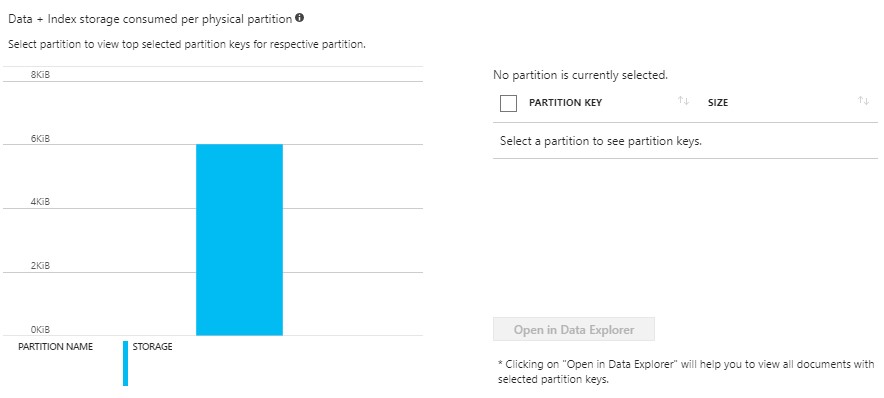 Data + Index storage consumed per physical partition
Select partition to view top selected partition keys for respective partition.
8KiB
6KiB
4KiB
2KiB
0KiB
PARTITION NAME
STORAGE
No partition is currently selected.
PARTITION KEY
SIZE
Select a partition to see partition keys.
Open in Data Explorer
* Clicking on "Open in Data Explorer" will help you to view all documents with
selected partition keys.